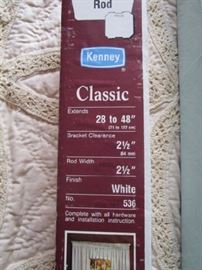 Rod
Kenney
Classic
Extends
28 to 48"
(71 to 122 cm)
Bracket Clearance
2½"
(64 mm)
Rod Width
2½"
Finish
White
No.
536
Complete with all hardware
and installation instruction.